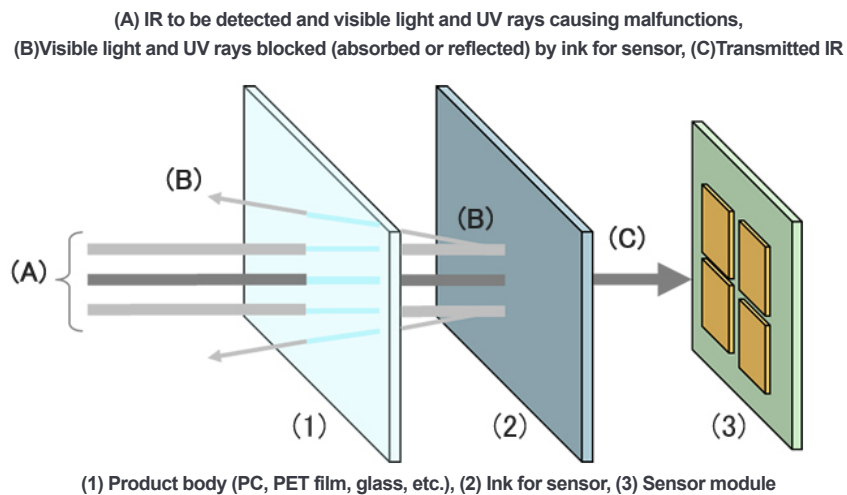 (A) IR to be detected and visible light and UV rays causing malfunctions,
(B)Visible light and UV rays blocked (absorbed or reflected) by ink for sensor, (C)Transmitted IR
(B)
(B)
(C)
(A)
(1)
(2)
(3)
(1) Product body (PC, PET film, glass, etc.), (2) Ink for sensor, (3) Sensor module